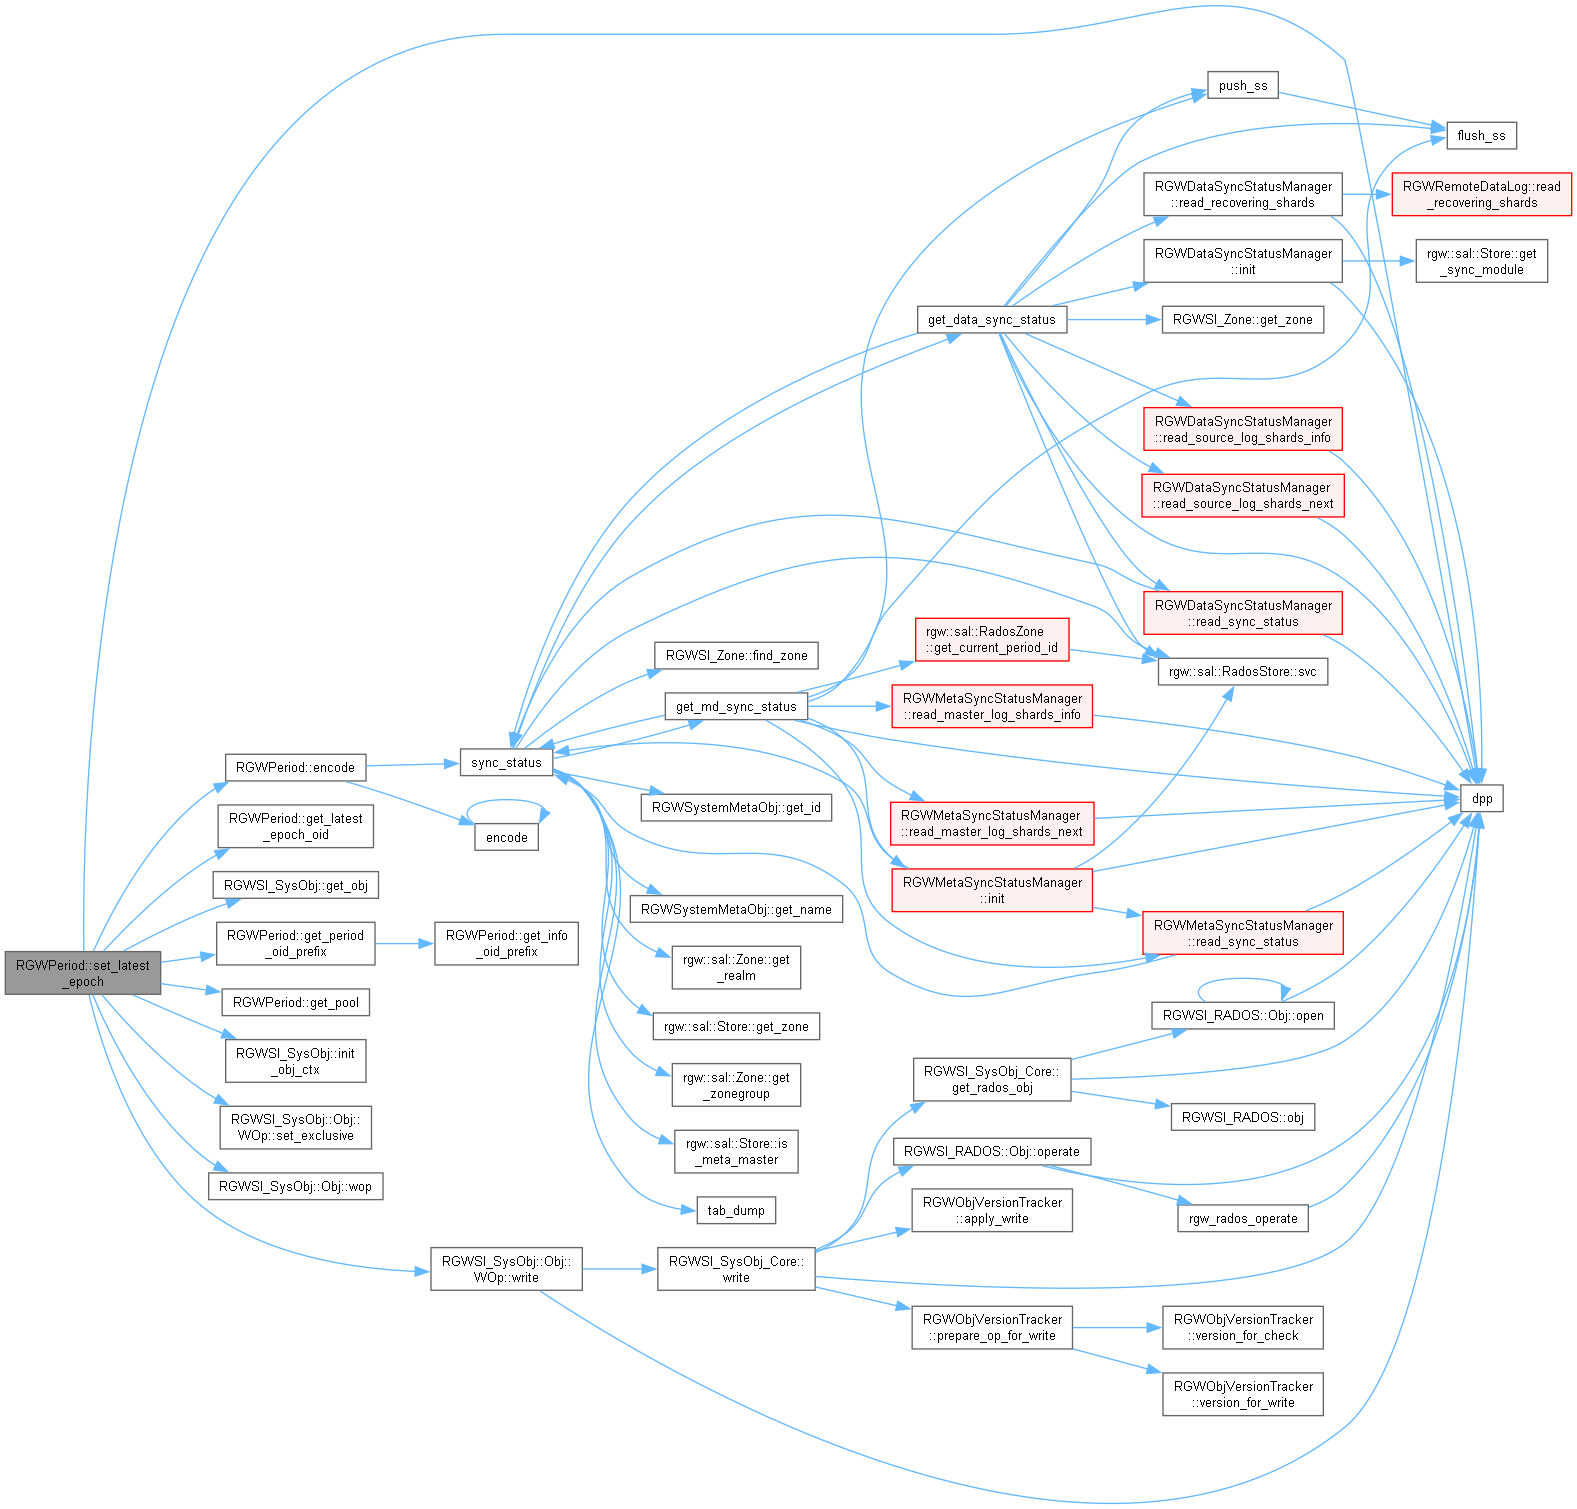 push_ss
flush_ss
RGWDataSyncStatusManager
::read_recovering_shards
RGWRemoteDataLog::read
_recovering_shards
RGWDataSyncStatusManager
::init
rgw::sal::Store::get
_sync_module
get_data_sync_status
RGWSI_Zone::get_zone
RGWDataSyncStatusManager
::read_source_log_shards_info
RGWDataSyncStatusManager
::read_source_log_shards_next
RGWDataSyncStatusManager
::read_sync_status
rgw::sal::RadosZone
::get_current_period_id
RGWSI_Zone::find_zone
rgw::sal::RadosStore::svc
get_md_sync_status
RGWMetaSyncStatusManager
::read_master_log_shards_info
RGWPeriod::encode
sync_status
RGWSystemMetaObj::get_id
dpp
RGWPeriod::get_latest
_epoch_oid
encode
RGWMetaSyncStatusManager
::read_master_log_shards_next
RGWSI_SysObj::get_obj
RGWMetaSyncStatusManager
::init
RGWSystemMetaObj::get_name
RGWPeriod::get_period
_oid_prefix
RGWPeriod::get_info
_oid_prefix
RGWMetaSyncStatusManager
::read_sync_status
RGWPeriod::set_latest
_epoch
rgw::sal::Zone::get
_realm
RGWPeriod::get_pool
rgw::sal::Store::get_zone
RGWSI_RADOS::Obj::open
RGWSI_SysObj::init
_obj_ctx
rgw::sal::Zone::get
_zonegroup
RGWSI_SysObj_Core::
get_rados_obj
RGWSI_RADOS::obj
RGWSI_SysObj::Obj::
WOp::set_exclusive
rgw::sal::Store::is
_meta_master
RGWSI_RADOS::Obj::operate
RGWSI_SysObj::Obj::wop
tab_dump
RGWObjVersionTracker
::apply_write
rgw_rados_operate
RGWSI_SysObj::Obj::
WOp::write
RGWSI_SysObj_Core::
write
RGWObjVersionTracker
::prepare_op_for_write
RGWObjVersionTracker
::version_for_check
RGWObjVersionTracker
::version_for_write